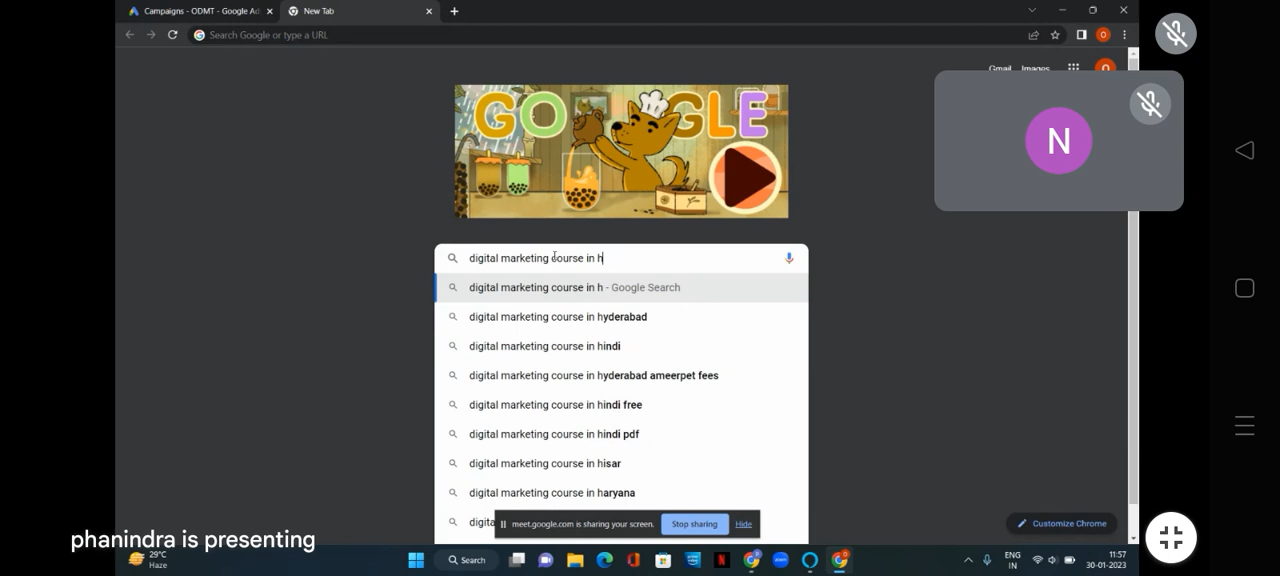 Campaigns - ODMT - Google Ad
New Tab
Search Google or type a URL
O
Gmail Images
GOOGLE
N
digital marketing course in h
digital marketing course in h - Google Search
digital marketing course in hyderabad
digital marketing course in hindi
digital marketing course in hyderabad ameerpet fees
digital marketing course in hindi free
digital marketing course in hindi pdf
digital marketing course in hisar
digital marketing course in haryana
digita
meet.google.com is sharing your screen.
Stop sharing
Hide
Customize Chrome
phanindra is presenting
29°C
Haze
Search
ENG
IN
11:57
30-01-2023